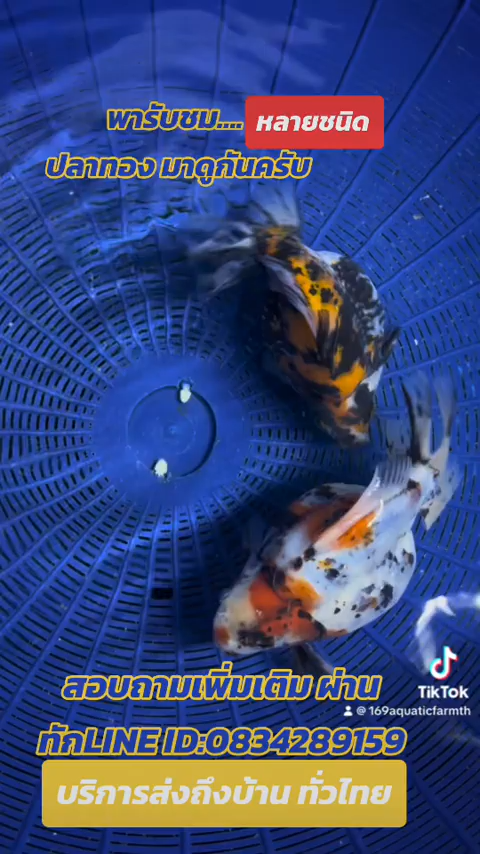 พารับชม.... หลายชนิด
ปลาทอง มาดูกันครับ
สอบถามเพิ่มเติม ผ่าน
TikTok
@169aquaticfarmth
ทักLINE ID:0834289159
บริการส่งถึงบ้าน ทั่วไทย